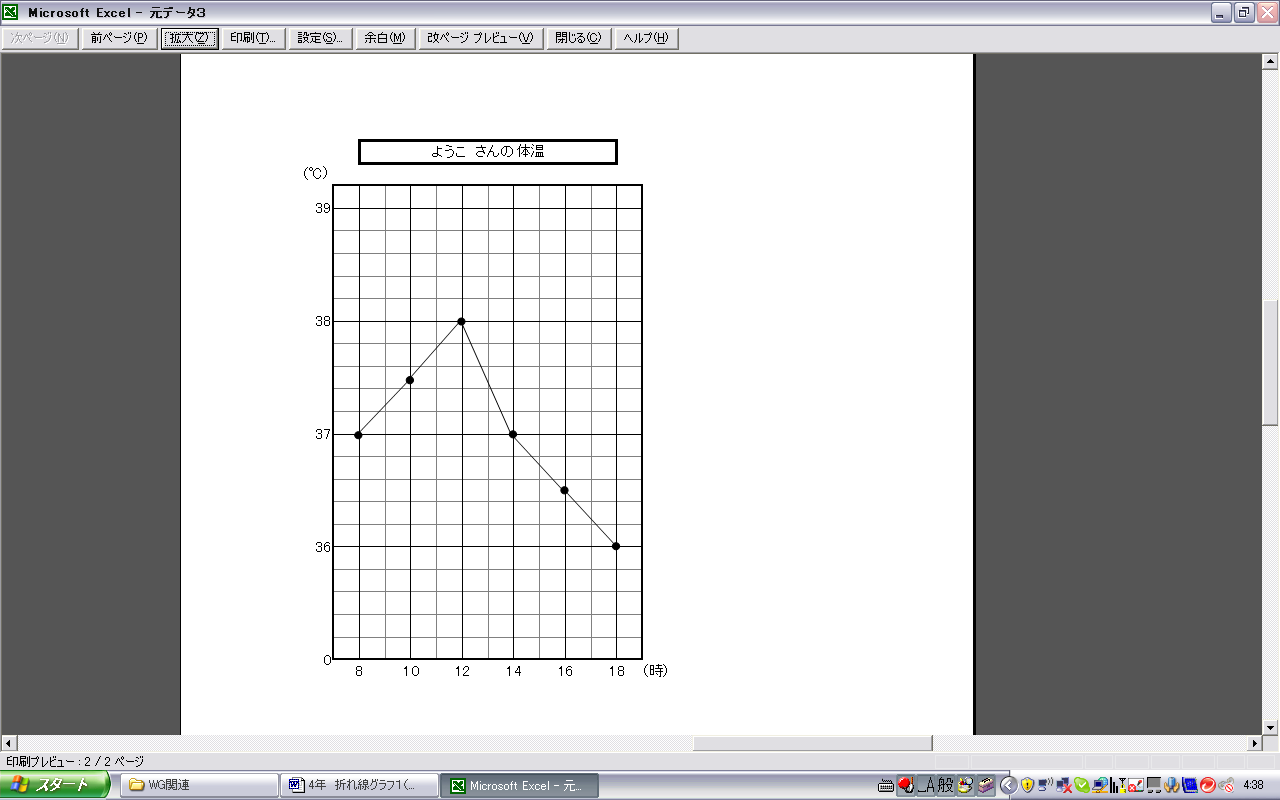 Microsoft Excel - 元データ3
次ページ(N) 前ページ(P) 拡大(Z) 印刷(T)... 設定(S)... 余白(M) 改ページ プレビュー(V) 閉じる(C) ヘルプ(H)
ようこ さんの 体温
(℃)
39
38
37
36
0
8 10 12 14 16 18 (時)
印刷プレビュー : 2 / 2 ページ
スタート WG関連 4年 折れ線グラフ1(... Microsoft Excel - 元... _A 般 4:38